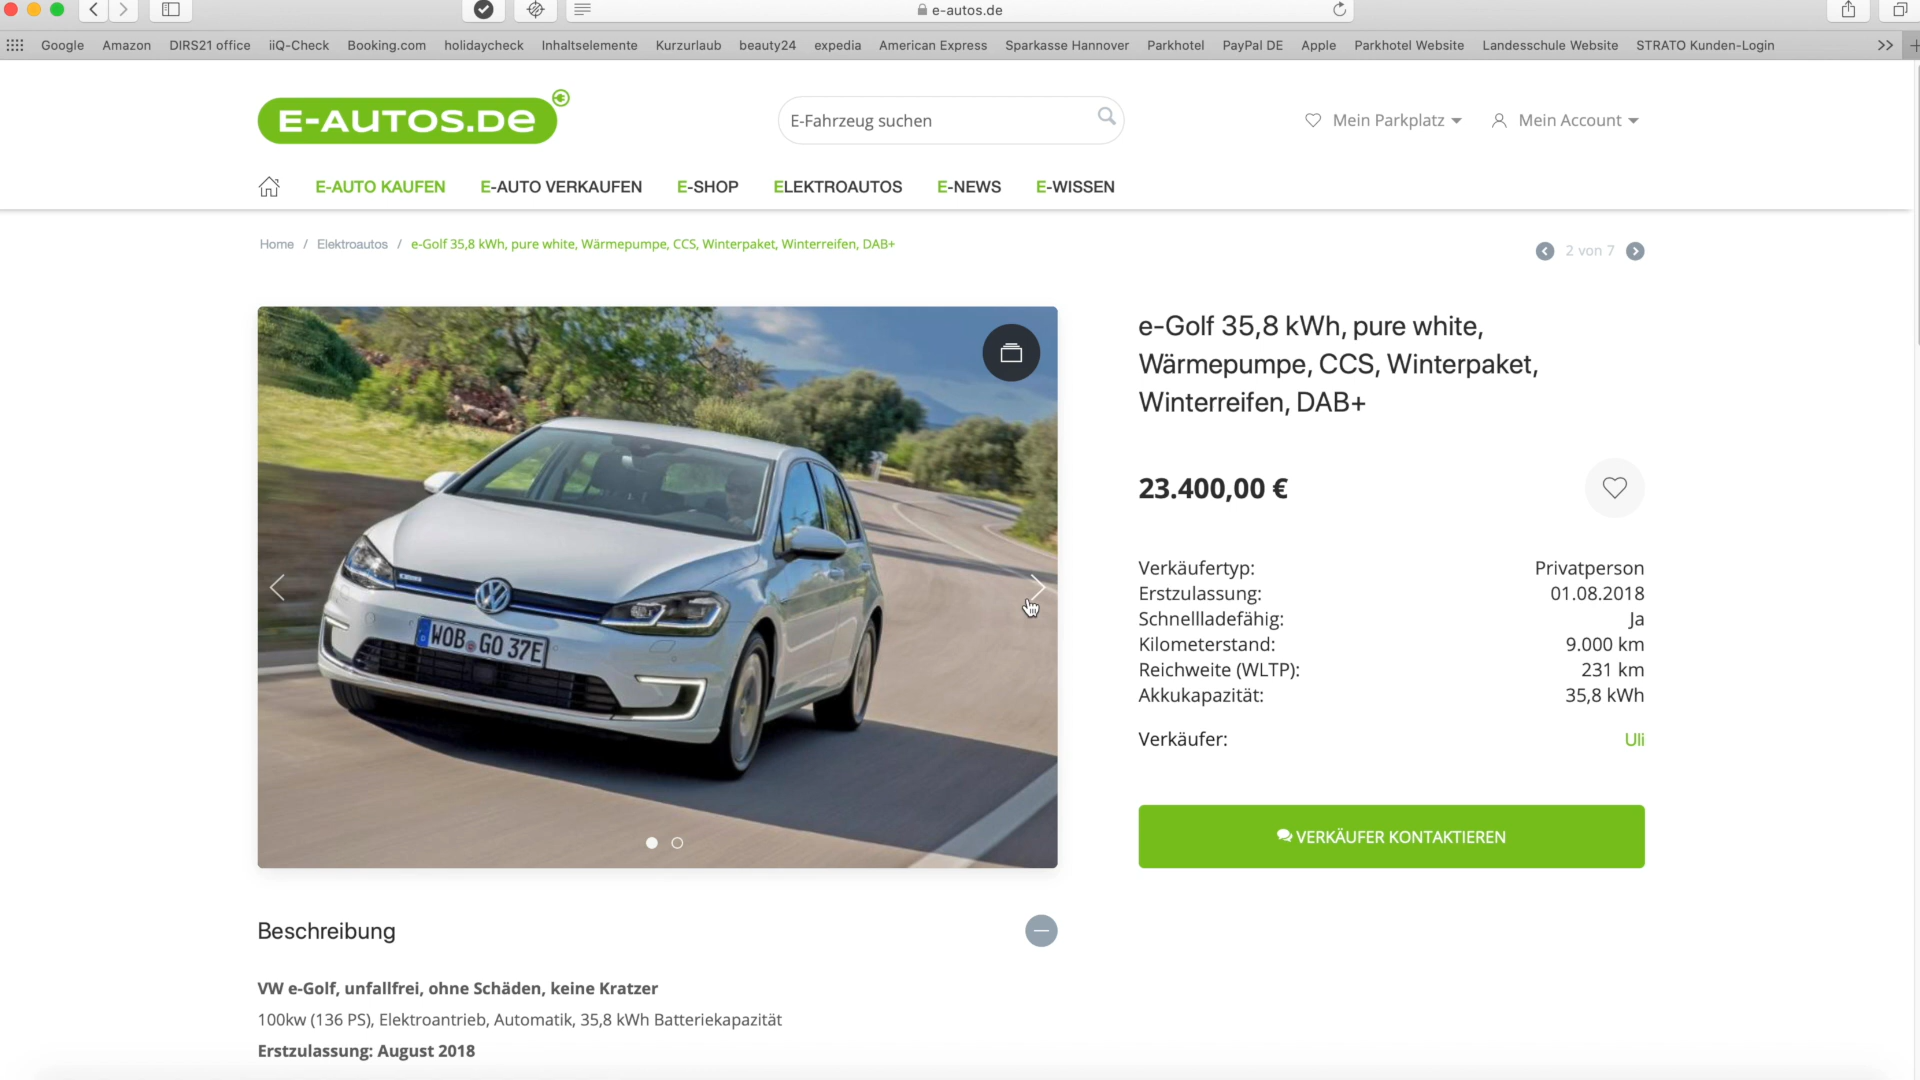 e-autos.de
Google Amazon DIRS21 office iiQ-Check Booking.com holidaycheck Inhaltselemente Kurzurlaub beauty24 expedia American Express Sparkasse Hannover Parkhotel PayPal DE Apple Parkhotel Website Landesschule Website STRATO Kunden-Login
E-AUTOS.DE
E-Fahrzeug suchen
Mein Parkplatz
Mein Account
E-AUTO KAUFEN E-AUTO VERKAUFEN E-SHOP ELEKTROAUTOS E-NEWS E-WISSEN
Home / Elektroautos / e-Golf 35,8 kWh, pure white, Wärmepumpe, CCS, Winterpaket, Winterreifen, DAB+
2 von 7
WOB GO 37E
e-Golf 35,8 kWh, pure white,
Wärmepumpe, CCS, Winterpaket,
Winterreifen, DAB+
23.400,00 €
Verkäufertyp: Privatperson
Erstzulassung: 01.08.2018
Schnellladefähig: Ja
Kilometerstand: 9.000 km
Reichweite (WLTP): 231 km
Akkukapazität: 35,8 kWh
Verkäufer: Uli
VERKÄUFER KONTAKTIEREN
Beschreibung
VW e-Golf, unfallfrei, ohne Schäden, keine Kratzer
100kw (136 PS), Elektroantrieb, Automatik, 35,8 kWh Batteriekapazität
Erstzulassung: August 2018